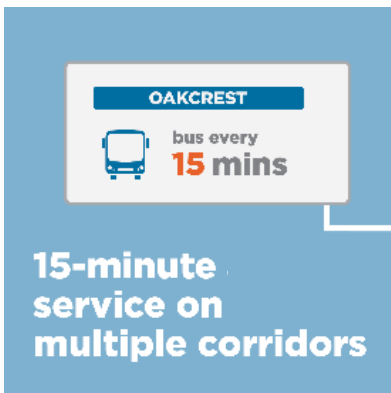 OAKCREST
bus every
15 mins
15-minute
service on
multiple corridors